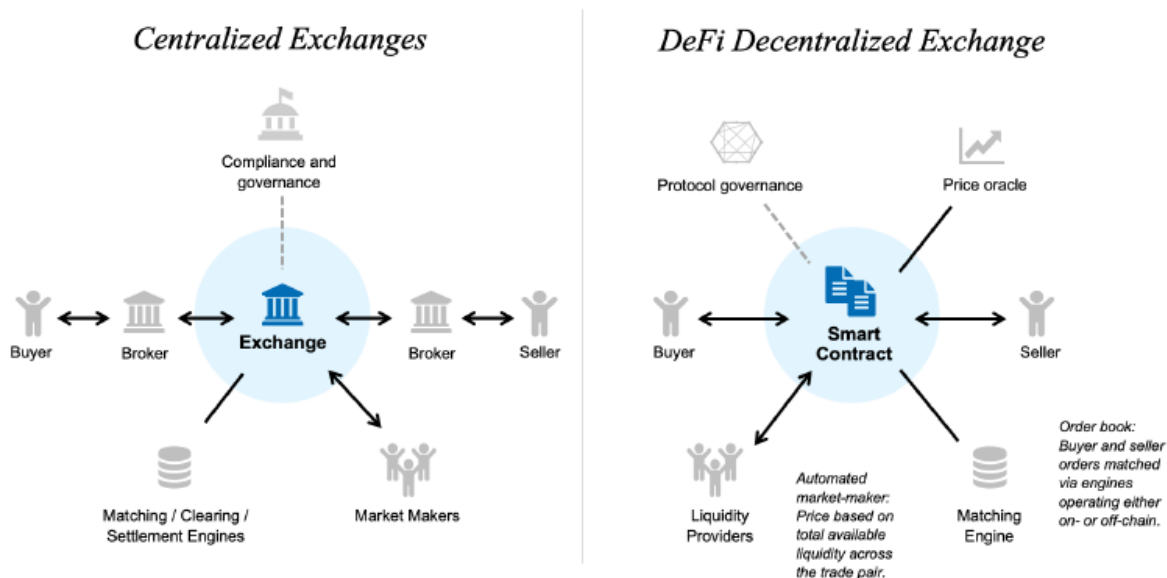 Centralized Exchanges
Compliance and
governance
Buyer
Broker
Exchange
Broker
Seller
Matching / Clearing /
Settlement Engines
Market Makers
DeFi Decentralized Exchange
Protocol governance
Price oracle
Buyer
Smart
Contract
Seller
Liquidity
Providers
Automated
market-maker:
Price based on
total available
liquidity across
the trade pair.
Matching
Engine
Order book:
Buyer and seller
orders matched
via engines
operating either
on- or off-chain.